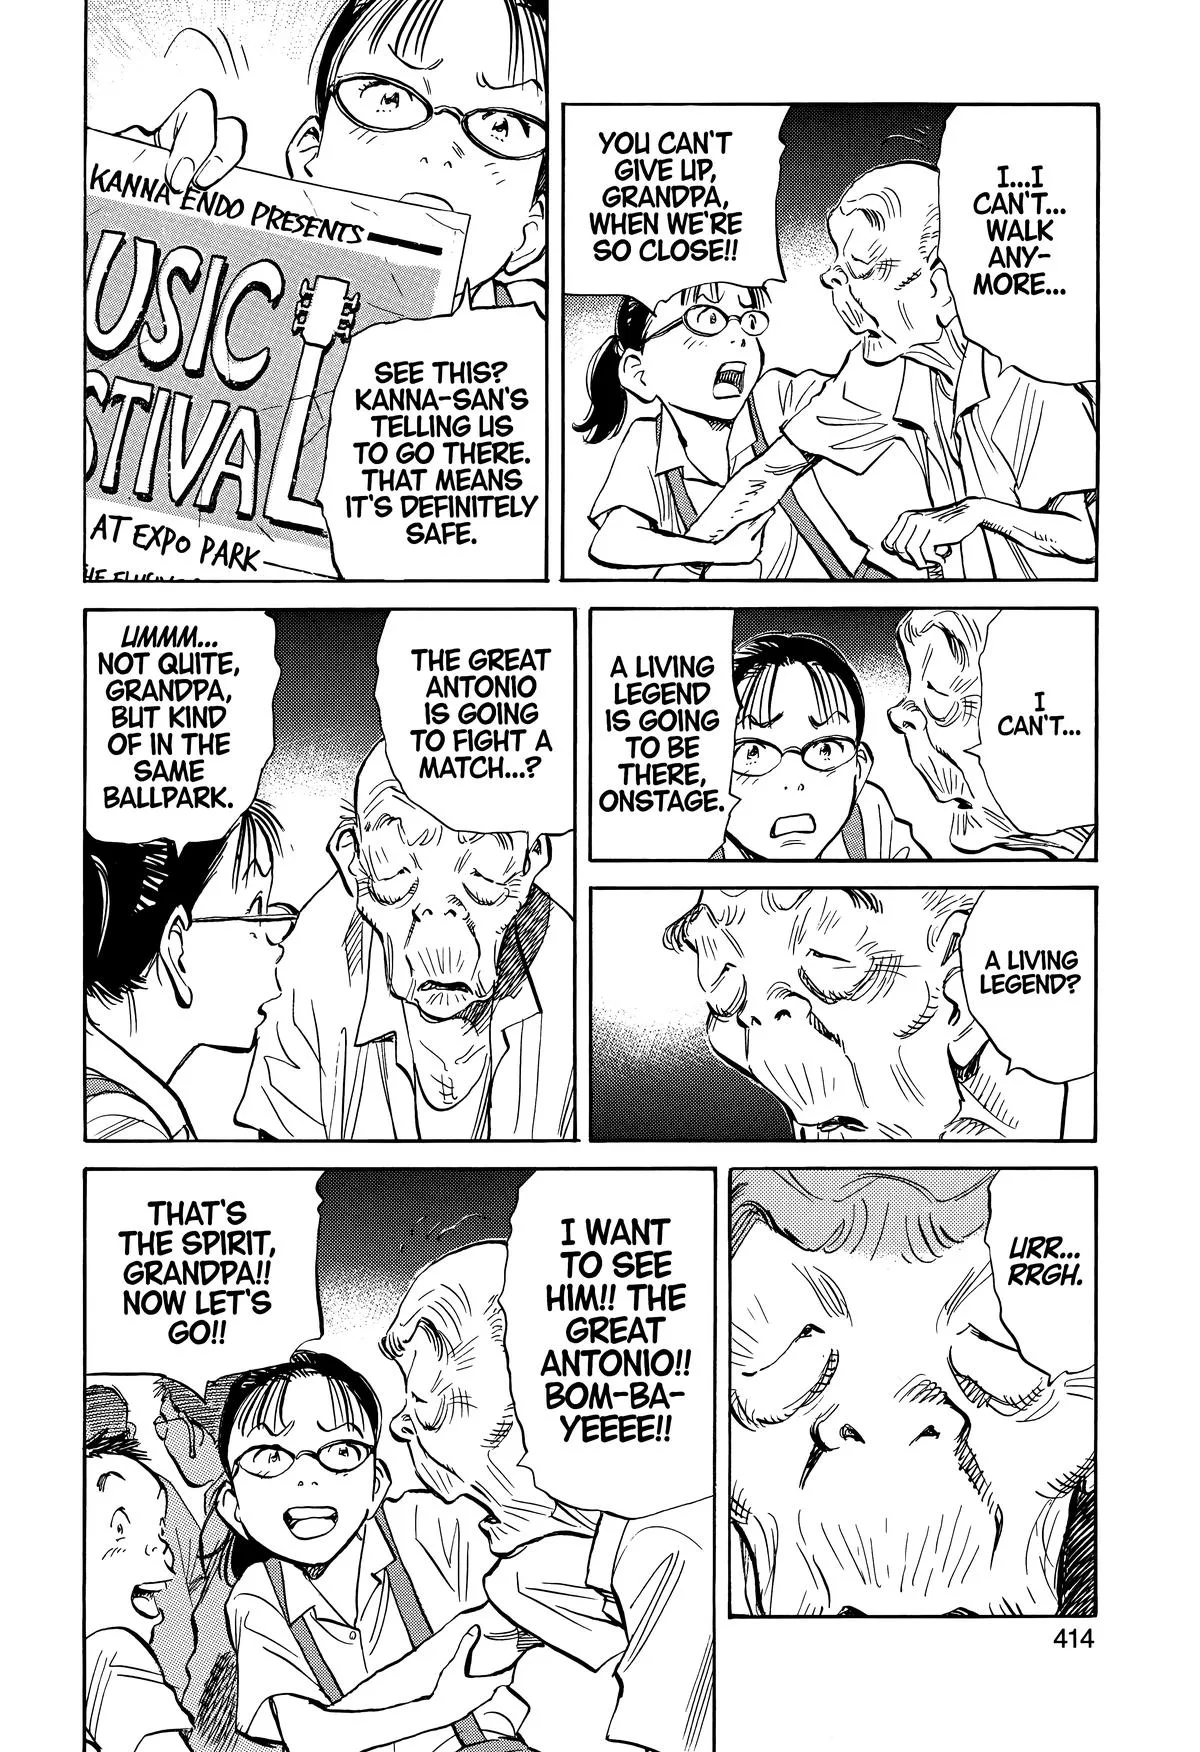 I...I
CAN'T...
WALK
ANY-
MORE...
YOU CAN'T
GIVE UP,
GRANDPA,
WHEN WE'RE
SO CLOSE!!
KANNA ENDO PRESENTS
MUSIC
STIVAL
AT EXPO PARK
SEE THIS?
KANNA-SAN'S
TELLING US
TO GO THERE.
THAT MEANS
IT'S DEFINITELY
SAFE.
I
CAN'T...
A LIVING
LEGEND
IS GOING
TO BE
THERE,
ONSTAGE.
A LIVING
LEGEND?
THE GREAT
ANTONIO
IS GOING
TO FIGHT A
MATCH...?
UMMM...
NOT QUITE,
GRANDPA,
BUT KIND
OF IN THE
SAME
BALLPARK.
URR...
RRGH.
I WANT
TO SEE
HIM!! THE
GREAT
ANTONIO!!
BOM-BA-
YEEEE!!
THAT'S
THE SPIRIT,
GRANDPA!!
NOW LET'S
GO!!
414